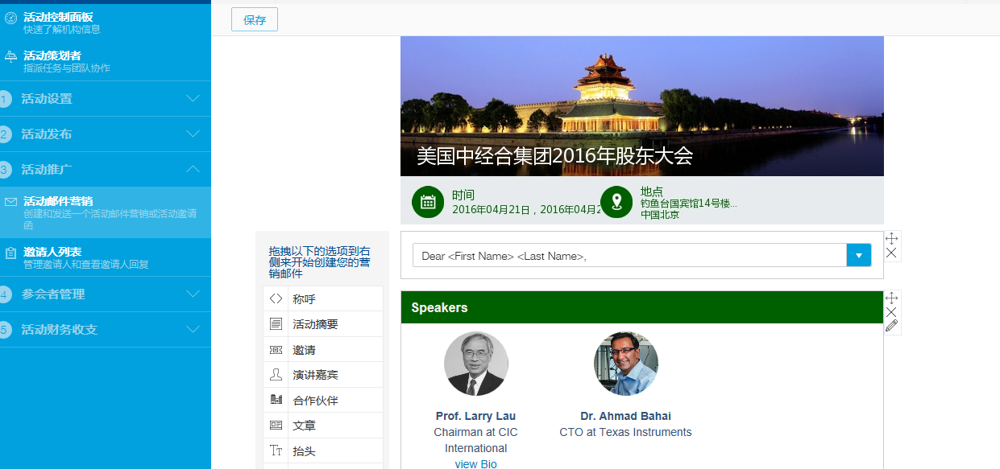 活动控制面板
快速了解机构信息
活动策划者
指派任务与团队协作
1 活动设置
2 活动发布
3 活动推广
活动邮件营销
创建和发送一个活动邮件营销或活动邀请
函
邀请人列表
管理邀请人和查看邀请人回复
4 参会者管理
5 活动财务收支
保存
美国中经合集团2016年股东大会
时间
2016年04月21日，2016年04月2
地点
钓鱼台国宾馆14号楼...
中国北京
拖拽以下的选项到右
侧来开始创建您的营
销邮件
称呼
活动摘要
邀请
演讲嘉宾
合作伙伴
文章
抬头
Dear <First Name> <Last Name>,
Speakers
Prof. Larry Lau
Chairman at CIC
International
view Bio
Dr. Ahmad Bahai
CTO at Texas Instruments